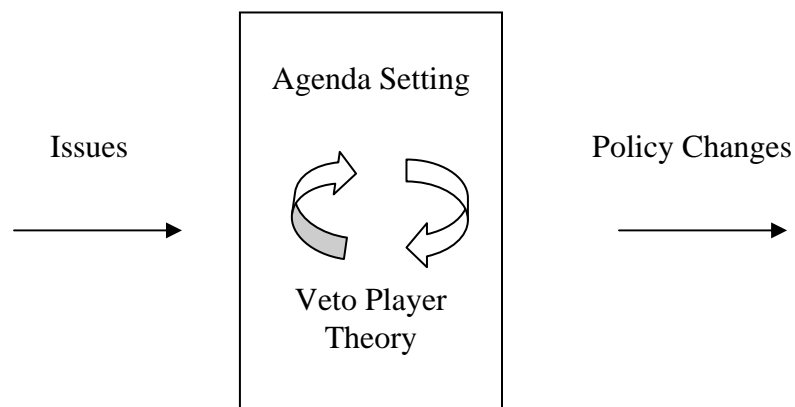 Agenda Setting
Issues
Policy Changes
Veto Player
Theory